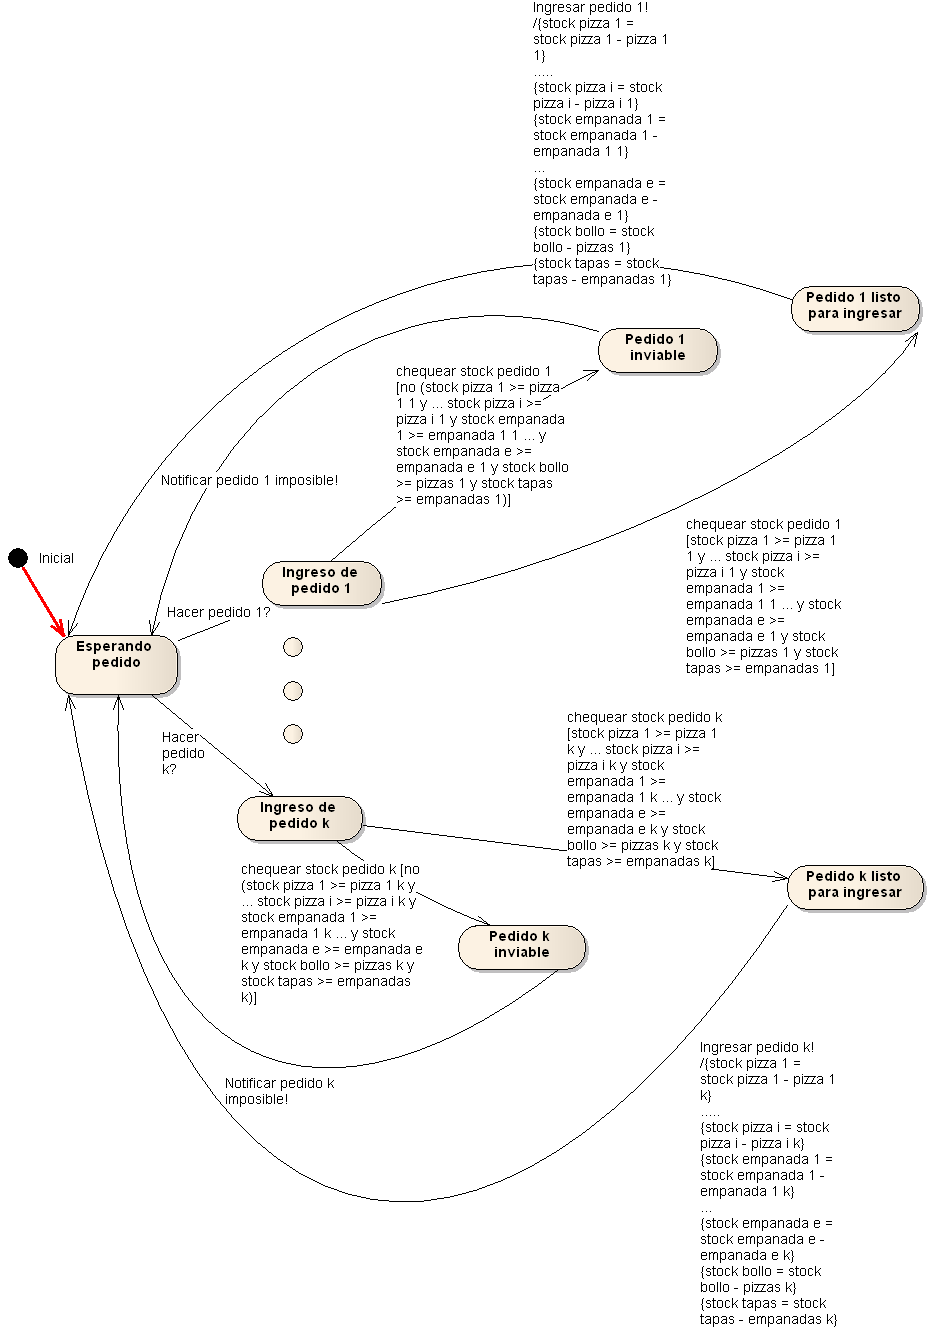 Ingresar pedido 1!
/{stock pizza 1 =
stock pizza 1 - pizza 1
1}
.....
{stock pizza i = stock
pizza i - pizza i 1}
{stock empanada 1 =
stock empanada 1 -
empanada 1 1}
...
{stock empanada e =
stock empanada e -
empanada e 1}
{stock bollo = stock
bollo - pizzas 1}
{stock tapas = stock
tapas - empanadas 1}
Pedido 1 listo
para ingresar
Pedido 1
inviable
chequear stock pedido 1
[no (stock pizza 1 >= pizza
1 1 y ... stock pizza i >=
pizza i 1 y stock empanada
1 >= empanada 1 1 ... y
stock empanada e >=
empanada e 1 y stock bollo
>= pizzas 1 y stock tapas
>= empanadas 1)]
Notificar pedido 1 imposible!
chequear stock pedido 1
[stock pizza 1 >= pizza 1
1 y ... stock pizza i >=
pizza i 1 y stock
empanada 1 >=
empanada 1 1 ... y stock
empanada e >=
empanada e 1 y stock
bollo >= pizzas 1 y stock
tapas >= empanadas 1]
Inicial
Ingreso de
pedido 1
Hacer pedido 1?
Esperando
pedido
Hacer
pedido
k?
chequear stock pedido k
[stock pizza 1 >= pizza 1
k y ... stock pizza i >=
pizza i k y stock
empanada 1 >=
empanada 1 k ... y stock
empanada e >=
empanada e k y stock
bollo >= pizzas k y stock
tapas >= empanadas k]
Ingreso de
pedido k
chequear stock pedido k [no
(stock pizza 1 >= pizza 1 k y
... stock pizza i >= pizza i k y
stock empanada 1 >=
empanada 1 k ... y stock
empanada e >= empanada e
k y stock bollo >= pizzas k y
stock tapas >= empanadas
k)]
Pedido k listo
para ingresar
Pedido k
inviable
Notificar pedido k
imposible!
Ingresar pedido k!
/{stock pizza 1 =
stock pizza 1 - pizza 1
k}
.....
{stock pizza i = stock
pizza i - pizza i k}
{stock empanada 1 =
stock empanada 1 -
empanada 1 k}
...
{stock empanada e =
stock empanada e -
empanada e k}
{stock bollo = stock
bollo - pizzas k}
{stock tapas = stock
tapas - empanadas k}